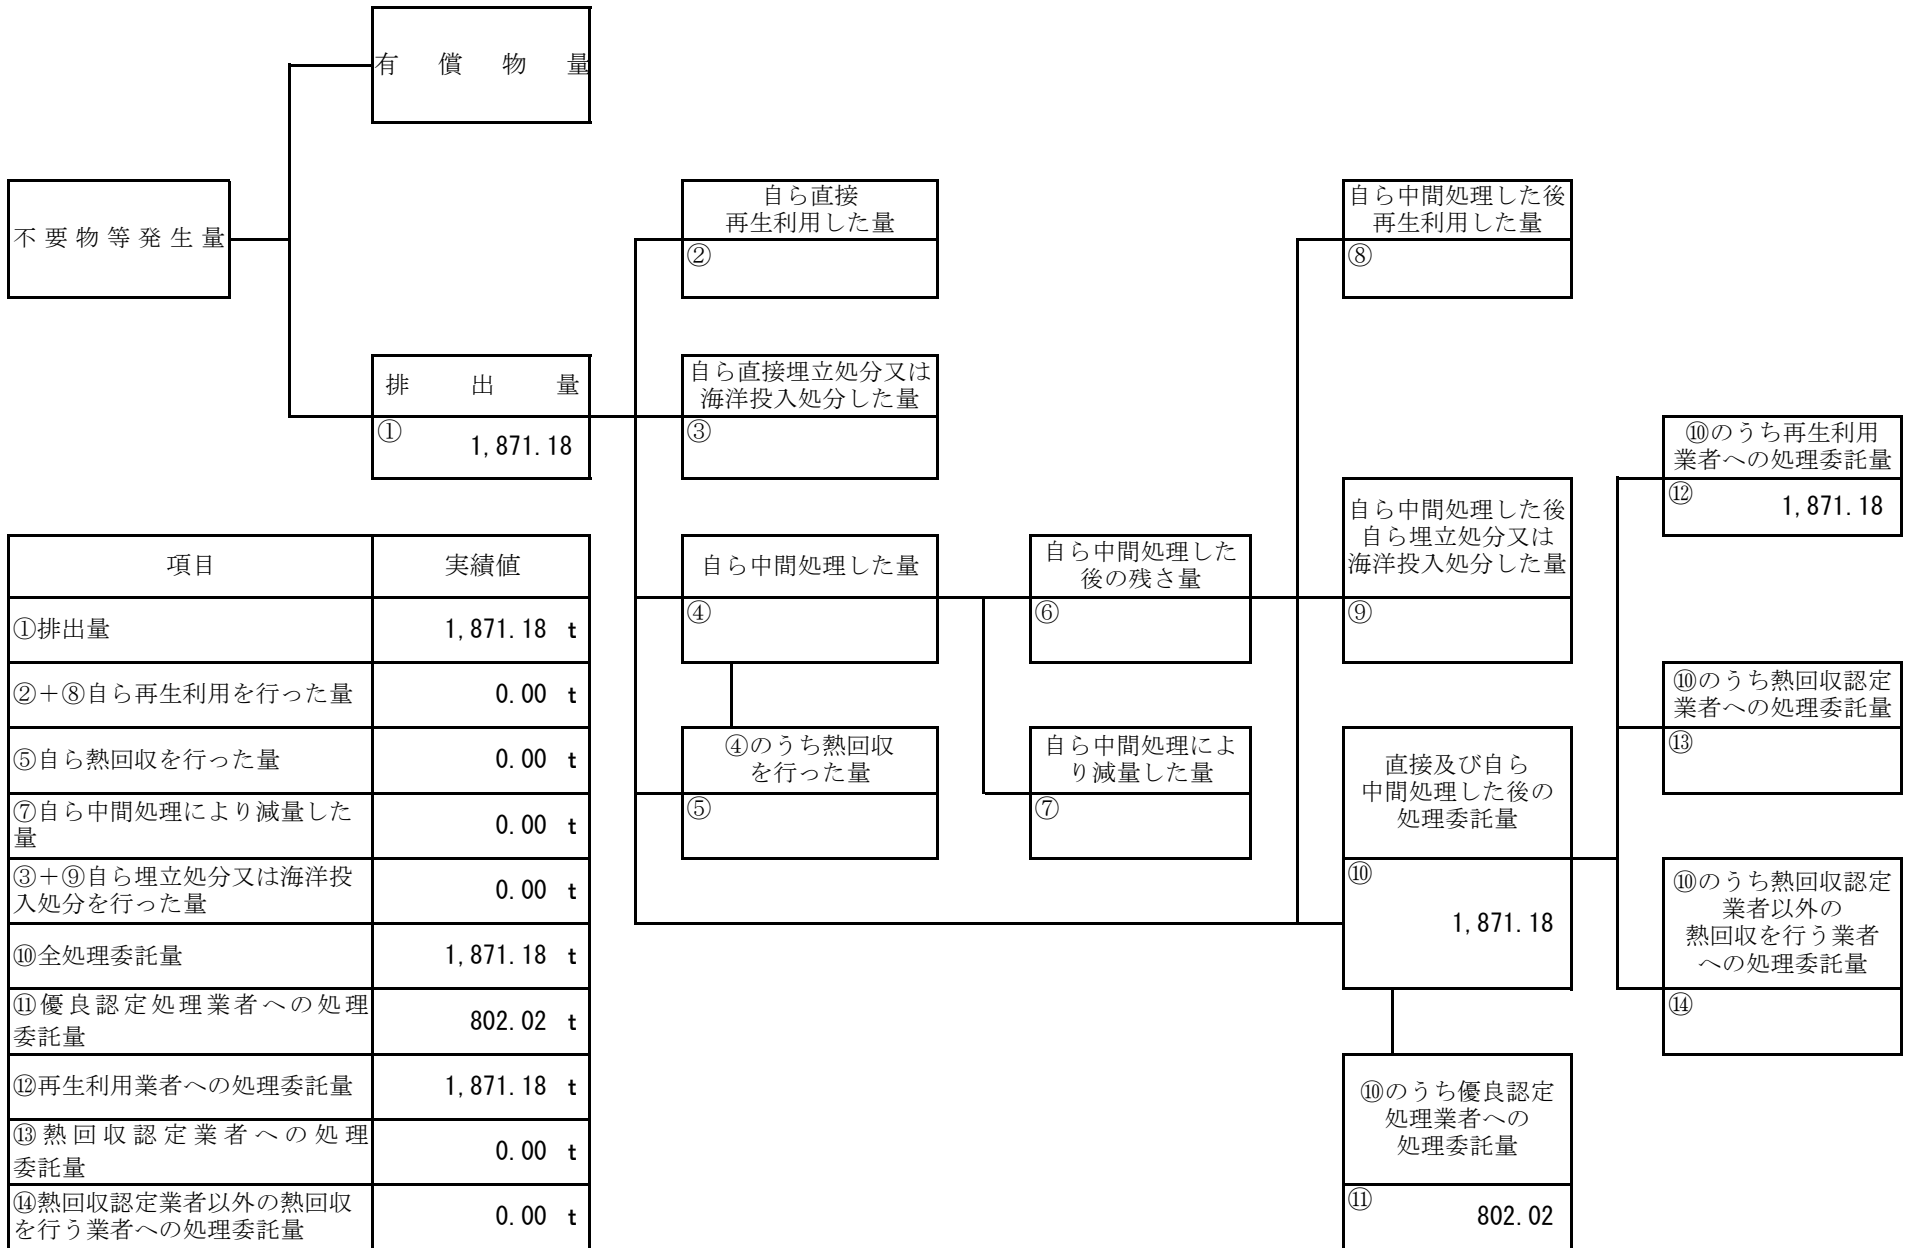 有償物量
不要物等発生量
排出量
①
1,871.18
自ら直接
再生利用した量
②
自ら直接埋立処分又は
海洋投入処分した量
③
自ら中間処理した量
④
④のうち熱回収
を行った量
⑤
自ら中間処理した
後の残さ量
⑥
自ら中間処理によ
り減量した量
⑦
自ら中間処理した後
再生利用した量
⑧
自ら中間処理した後
自ら埋立処分又は
海洋投入処分した量
⑨
直接及び自ら
中間処理した後の
処理委託量
⑩
1,871.18
⑩のうち優良認定
処理業者への
処理委託量
⑪
802.02
⑩のうち再生利用
業者への処理委託量
⑫
1,871.18
⑩のうち熱回収認定
業者への処理委託量
⑬
⑩のうち熱回収認定
業者以外の
熱回収を行う業者
への処理委託量
⑭
項目 実績値
①排出量 1,871.18 t
②＋⑧自ら再生利用を行った量 0.00 t
⑤自ら熱回収を行った量 0.00 t
⑦自ら中間処理により減量した
量 0.00 t
③＋⑨自ら埋立処分又は海洋投
入処分を行った量 0.00 t
⑩全処理委託量 1,871.18 t
⑪優良認定処理業者への処理
委託量 802.02 t
⑫再生利用業者への処理委託量 1,871.18 t
⑬熱回収認定業者への処理
委託量 0.00 t
⑭熱回収認定業者以外の熱回収
を行う業者への処理委託量 0.00 t